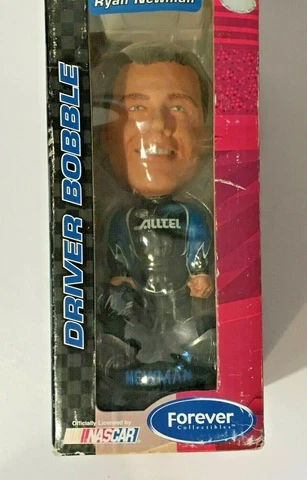 Ryan Newman
DRIVER BOBBLE
ALLTEL
NEWMAN
Officially Licensed by
NASCAR
Forever
Collectibles